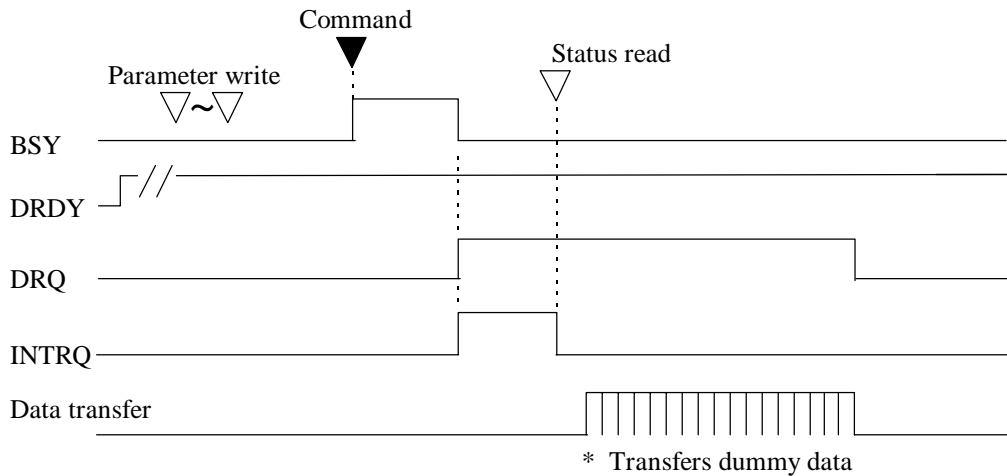 Command
Status read
Parameter write
~
BSY
DRDY
DRQ
INTRQ
Data transfer
* Transfers dummy data